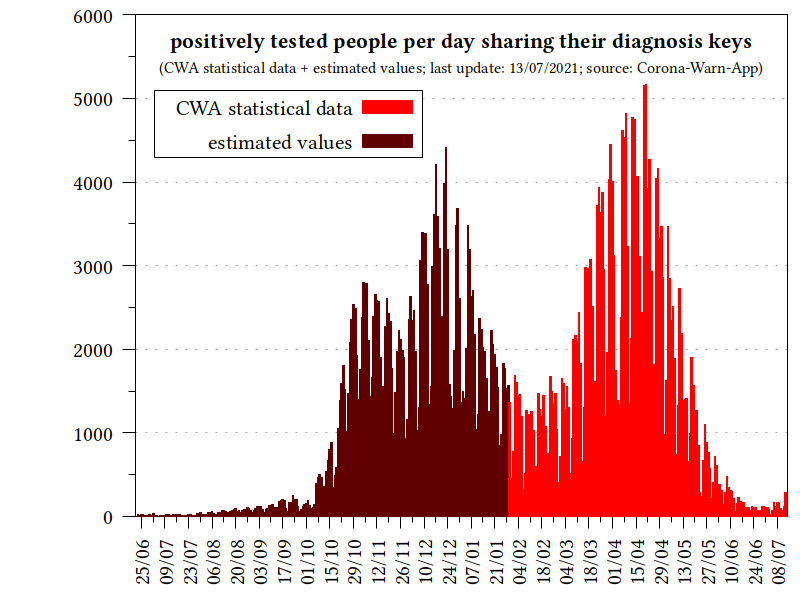 positively tested people per day sharing their diagnosis keys
(CWA statistical data + estimated values; last update: 13/07/2021; source: Corona-Warn-App)
CWA statistical data
estimated values
6000
5000
4000
3000
2000
1000
0
25/06 09/07 23/07 06/08 20/08 03/09 17/09 01/10 15/10 29/10 12/11 26/11 10/12 24/12 07/01 21/01 04/02 18/02 04/03 18/03 01/04 15/04 29/04 13/05 27/05 10/06 24/06 08/07